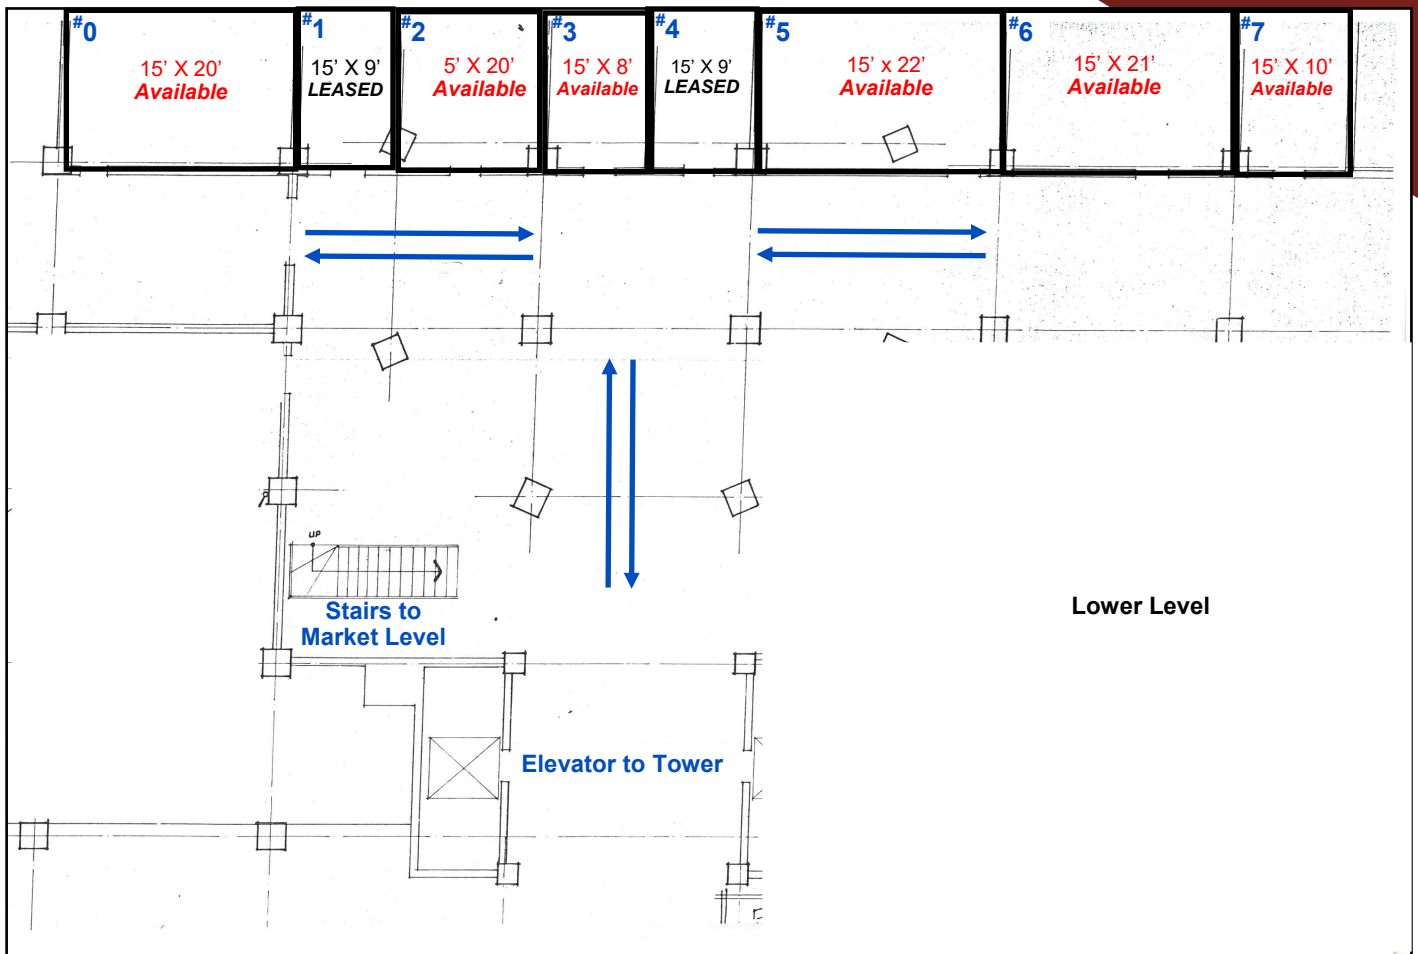 #0
15’ X 20’
Available
#1
15’ X 9’
LEASED
#2
5’ X 20’
Available
#3
15’ X 8’
Available
#4
15’ X 9’
LEASED
#5
15’ x 22’
Available
#6
15’ X 21’
Available
#7
15’ X 10’
Available
UP
Stairs to
Market Level
Lower Level
Elevator to Tower